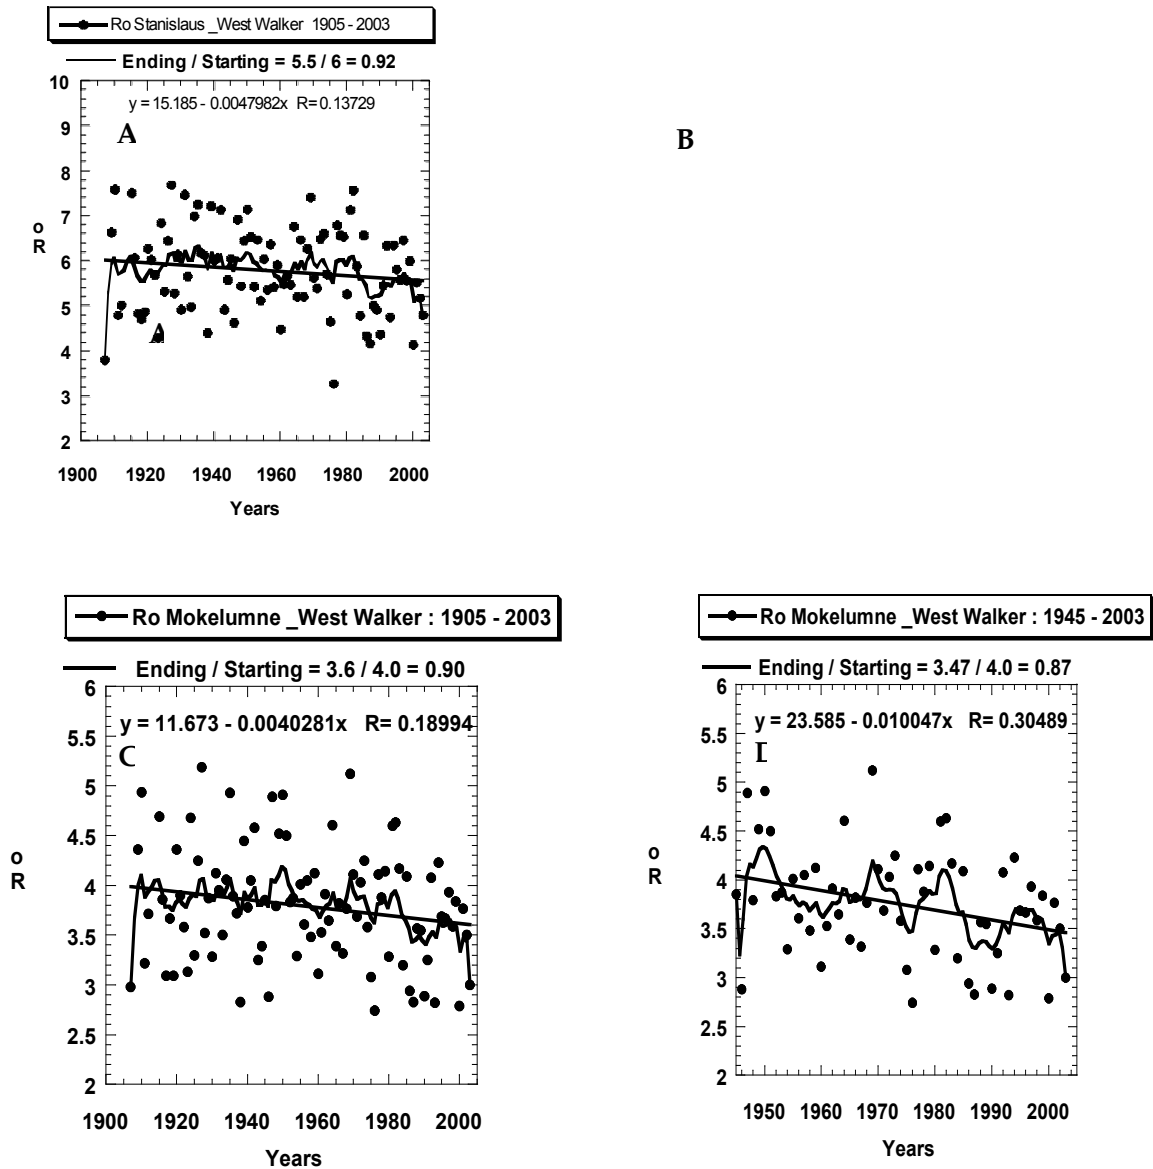 Ro Stanislaus _West Walker 1905 - 2003
Ending / Starting = 5.5 / 6 = 0.92
y = 15.185 - 0.0047982x R= 0.13729
A
10
9
8
7
6
5
4
3
2
o
R
A
1900 1920 1940 1960 1980 2000
Years
B
Ro Mokelumne _West Walker : 1905 - 2003
Ending / Starting = 3.6 / 4.0 = 0.90
y = 11.673 - 0.0040281x R= 0.18994
C
6
5.5
5
4.5
4
3.5
3
2.5
2
o
R
1900 1920 1940 1960 1980 2000
Years
Ro Mokelumne _West Walker : 1945 - 2003
Ending / Starting = 3.47 / 4.0 = 0.87
y = 23.585 - 0.010047x R= 0.30489
6
5.5
5
4.5
4
3.5
3
2.5
2
o
R
1950 1960 1970 1980 1990 2000
Years